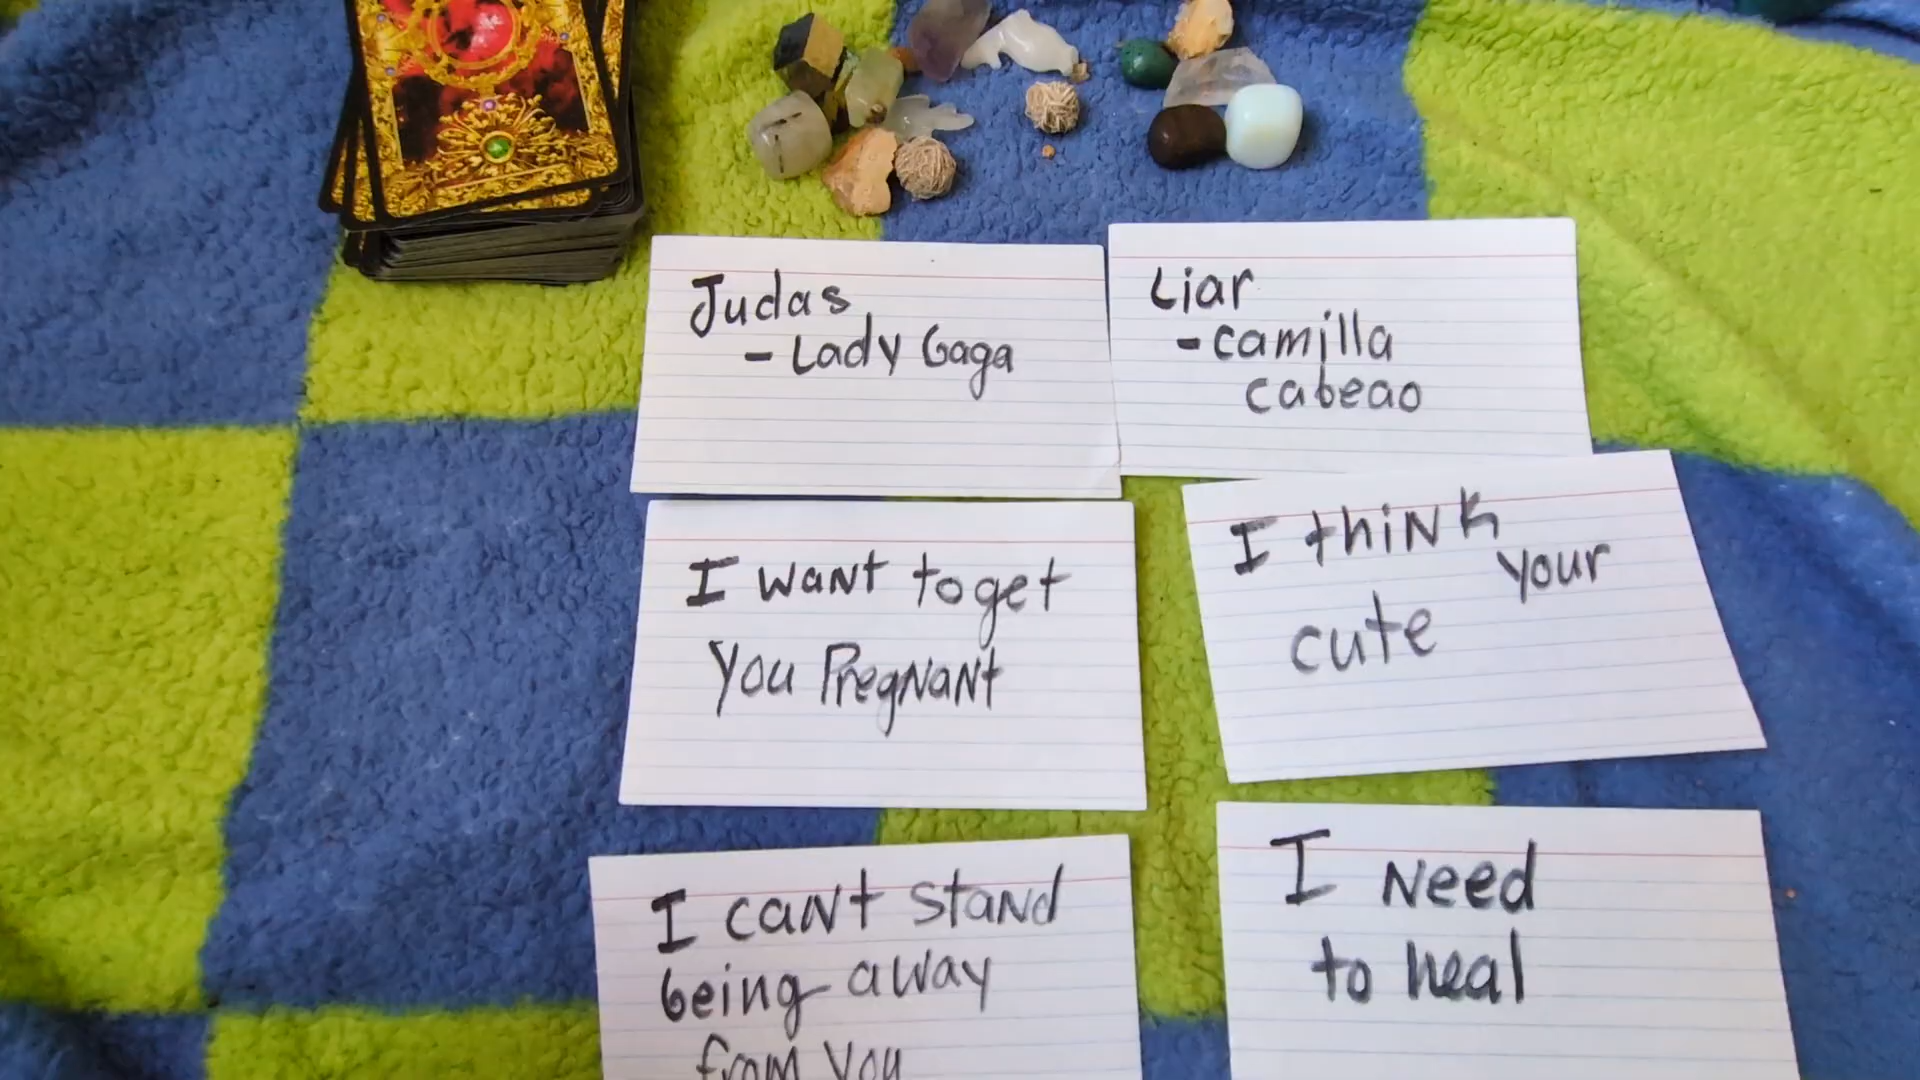 Judas
- Lady Gaga
Liar
- camilla
cabeao
I want to get
you Pregnant
I think
your
cute
I can't stand
being away
from you
I Need
to heal